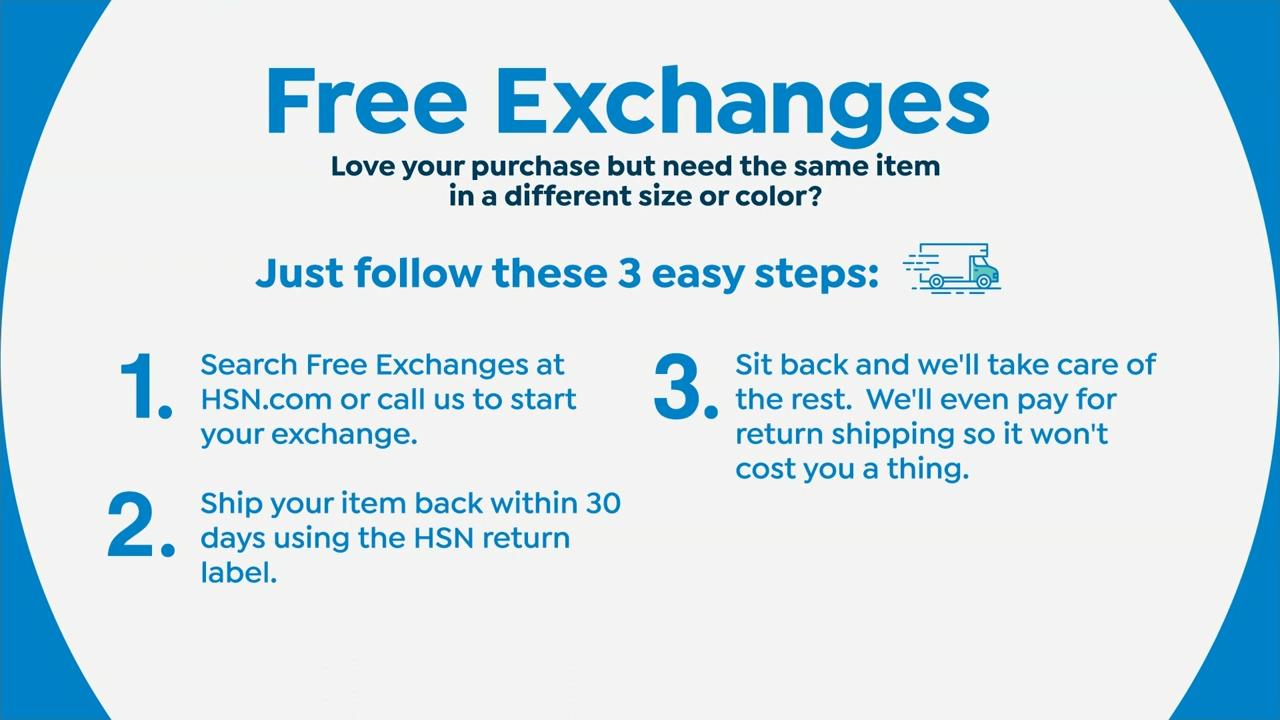 Free Exchanges
Love your purchase but need the same item
in a different size or color?
Just follow these 3 easy steps:
1. Search Free Exchanges at
HSN.com or call us to start
your exchange.
2. Ship your item back within 30
days using the HSN return
label.
3. Sit back and we'll take care of
the rest.  We'll even pay for
return shipping so it won't
cost you a thing.